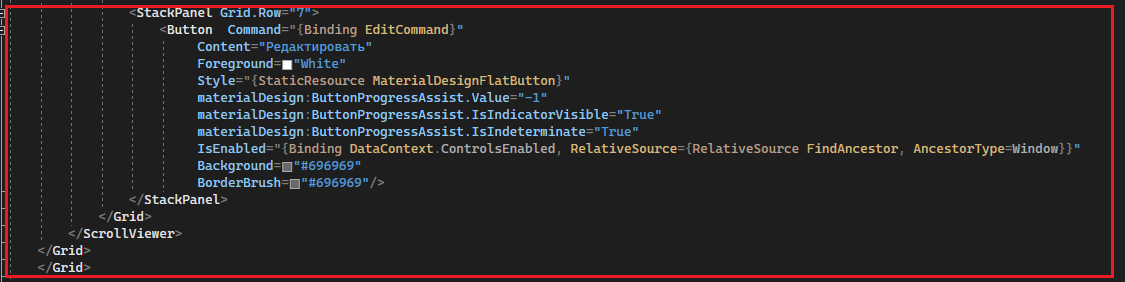 <StackPanel Grid.Row="7">
<Button  Command="{Binding EditCommand}"
Content="Редактировать"
Foreground="White"
Style="{StaticResource MaterialDesignFlatButton}"
materialDesign:ButtonProgressAssist.Value="-1"
materialDesign:ButtonProgressAssist.IsIndicatorVisible="True"
materialDesign:ButtonProgressAssist.IsIndeterminate="True"
IsEnabled="{Binding DataContext.ControlsEnabled, RelativeSource={RelativeSource FindAncestor, AncestorType=Window}}"
Background="#696969"
BorderBrush="#696969"/>
</StackPanel>
</Grid>
</ScrollViewer>
</Grid>
</Grid>